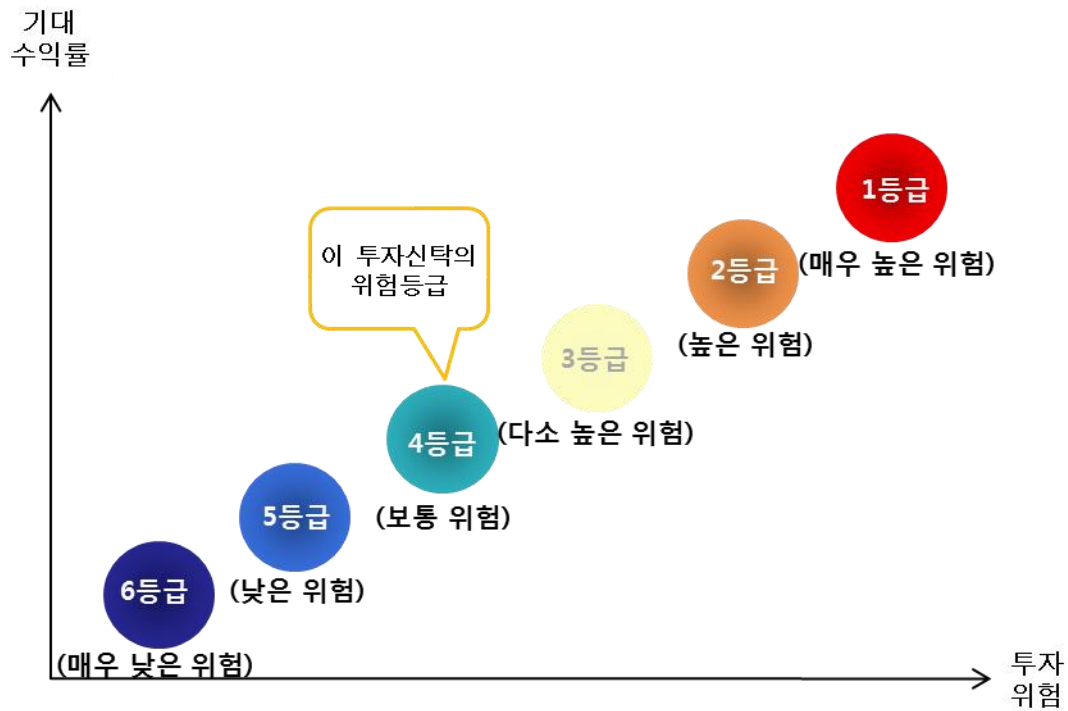 기대
수익률
1등급
(매우 높은 위험)
이 투자신탁의
위험등급
2등급
(높은 위험)
3등급
(다소 높은 위험)
4등급
(보통 위험)
5등급
(낮은 위험)
6등급
(매우 낮은 위험)
투자
위험